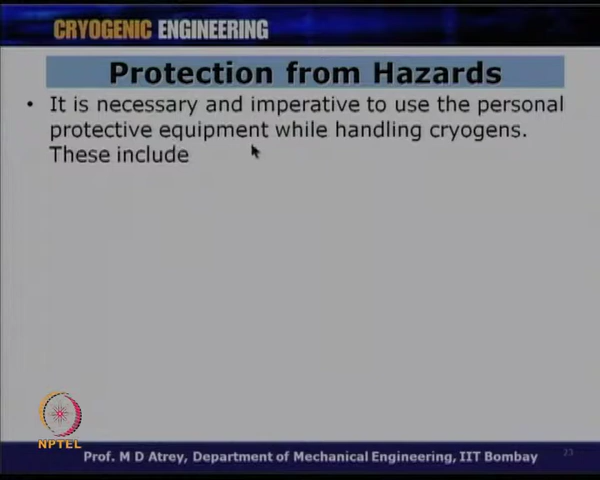 CRYOGENIC ENGINEERING
Protection from Hazards
• It is necessary and imperative to use the personal
protective equipment while handling cryogens.
These include
NPTEL
Prof. M D Atrey, Department of Mechanical Engineering, IIT Bombay